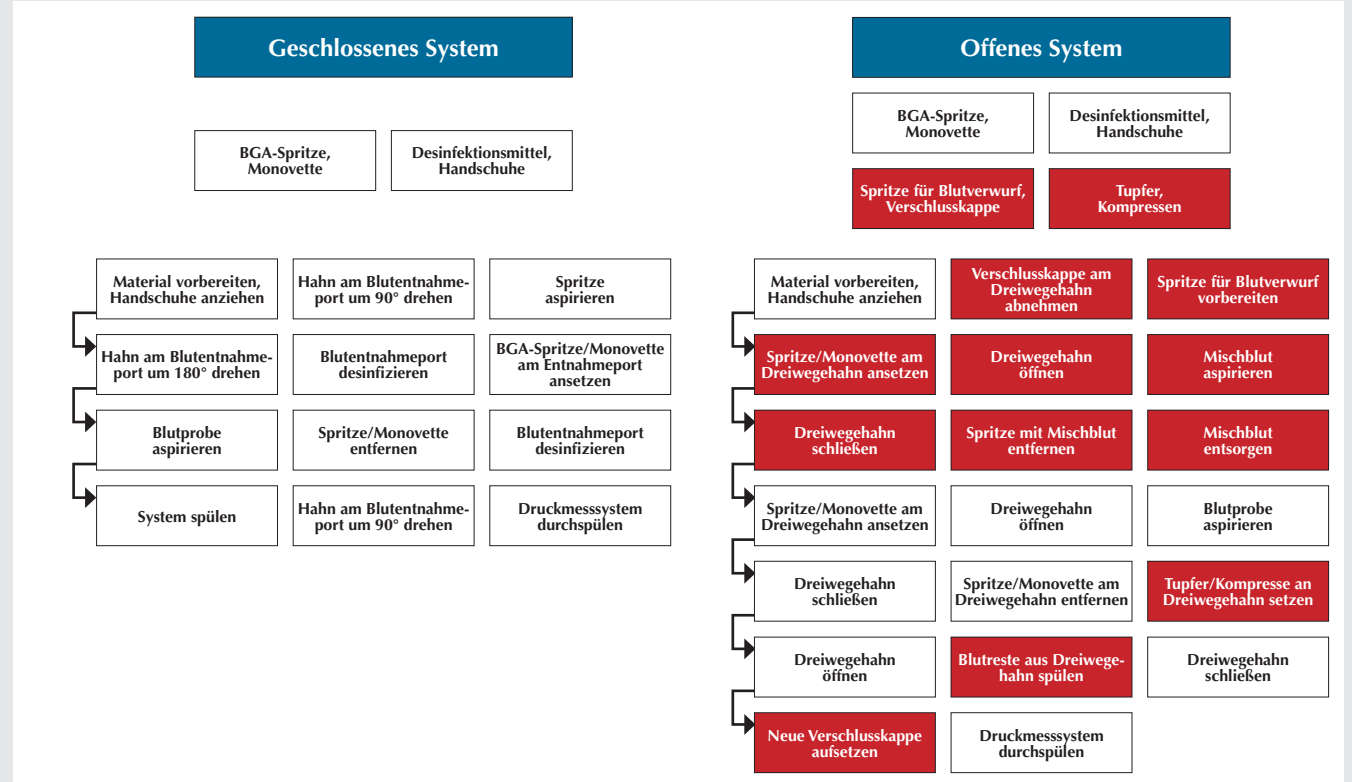 Geschlossenes System
BGA-Spritze,
Monovette
Desinfektionsmittel,
Handschuhe
Material vorbereiten,
Handschuhe anziehen
Hahn am Blutentnahme-
port um 90° drehen
Spritze
aspirieren
Hahn am Blutentnahme-
port um 180° drehen
Blutentnahmeport
desinfizieren
BGA-Spritze/Monovette
am Entnahmeport
ansetzen
Blutprobe
aspirieren
Spritze/Monovette
entfernen
Blutentnahmeport
desinfizieren
System spülen
Hahn am Blutentnahme-
port um 90° drehen
Druckmesssystem
durchspülen
Offenes System
BGA-Spritze,
Monovette
Desinfektionsmittel,
Handschuhe
Spritze für Blutverwurf,
Verschlusskappe
Tupfer,
Kompressen
Material vorbereiten,
Handschuhe anziehen
Verschlusskappe am
Dreiwegehahn
abnehmen
Spritze für Blutverwurf
vorbereiten
Spritze/Monovette am
Dreiwegehahn ansetzen
Dreiwegehahn
öffnen
Mischblut
aspirieren
Dreiwegehahn
schließen
Spritze mit Mischblut
entfernen
Mischblut
entsorgen
Spritze/Monovette am
Dreiwegehahn ansetzen
Dreiwegehahn
öffnen
Blutprobe
aspirieren
Dreiwegehahn
schließen
Spritze/Monovette am
Dreiwegehahn entfernen
Tupfer/Kompresse an
Dreiwegehahn setzen
Dreiwegehahn
öffnen
Blutreste aus Dreiwege-
hahn spülen
Dreiwegehahn
schließen
Neue Verschlusskappe
aufsetzen
Druckmesssystem
durchspülen